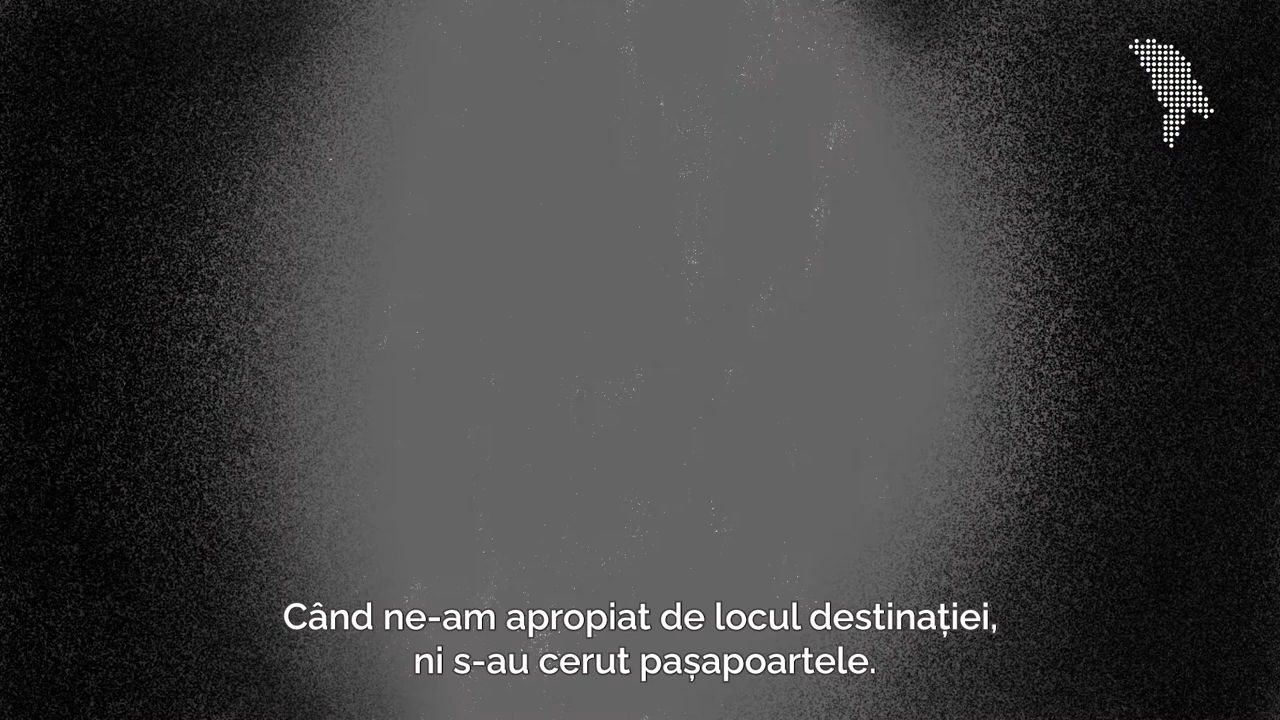 Când ne-am apropiat de locul destinației,
ni s-au cerut pașapoartele.